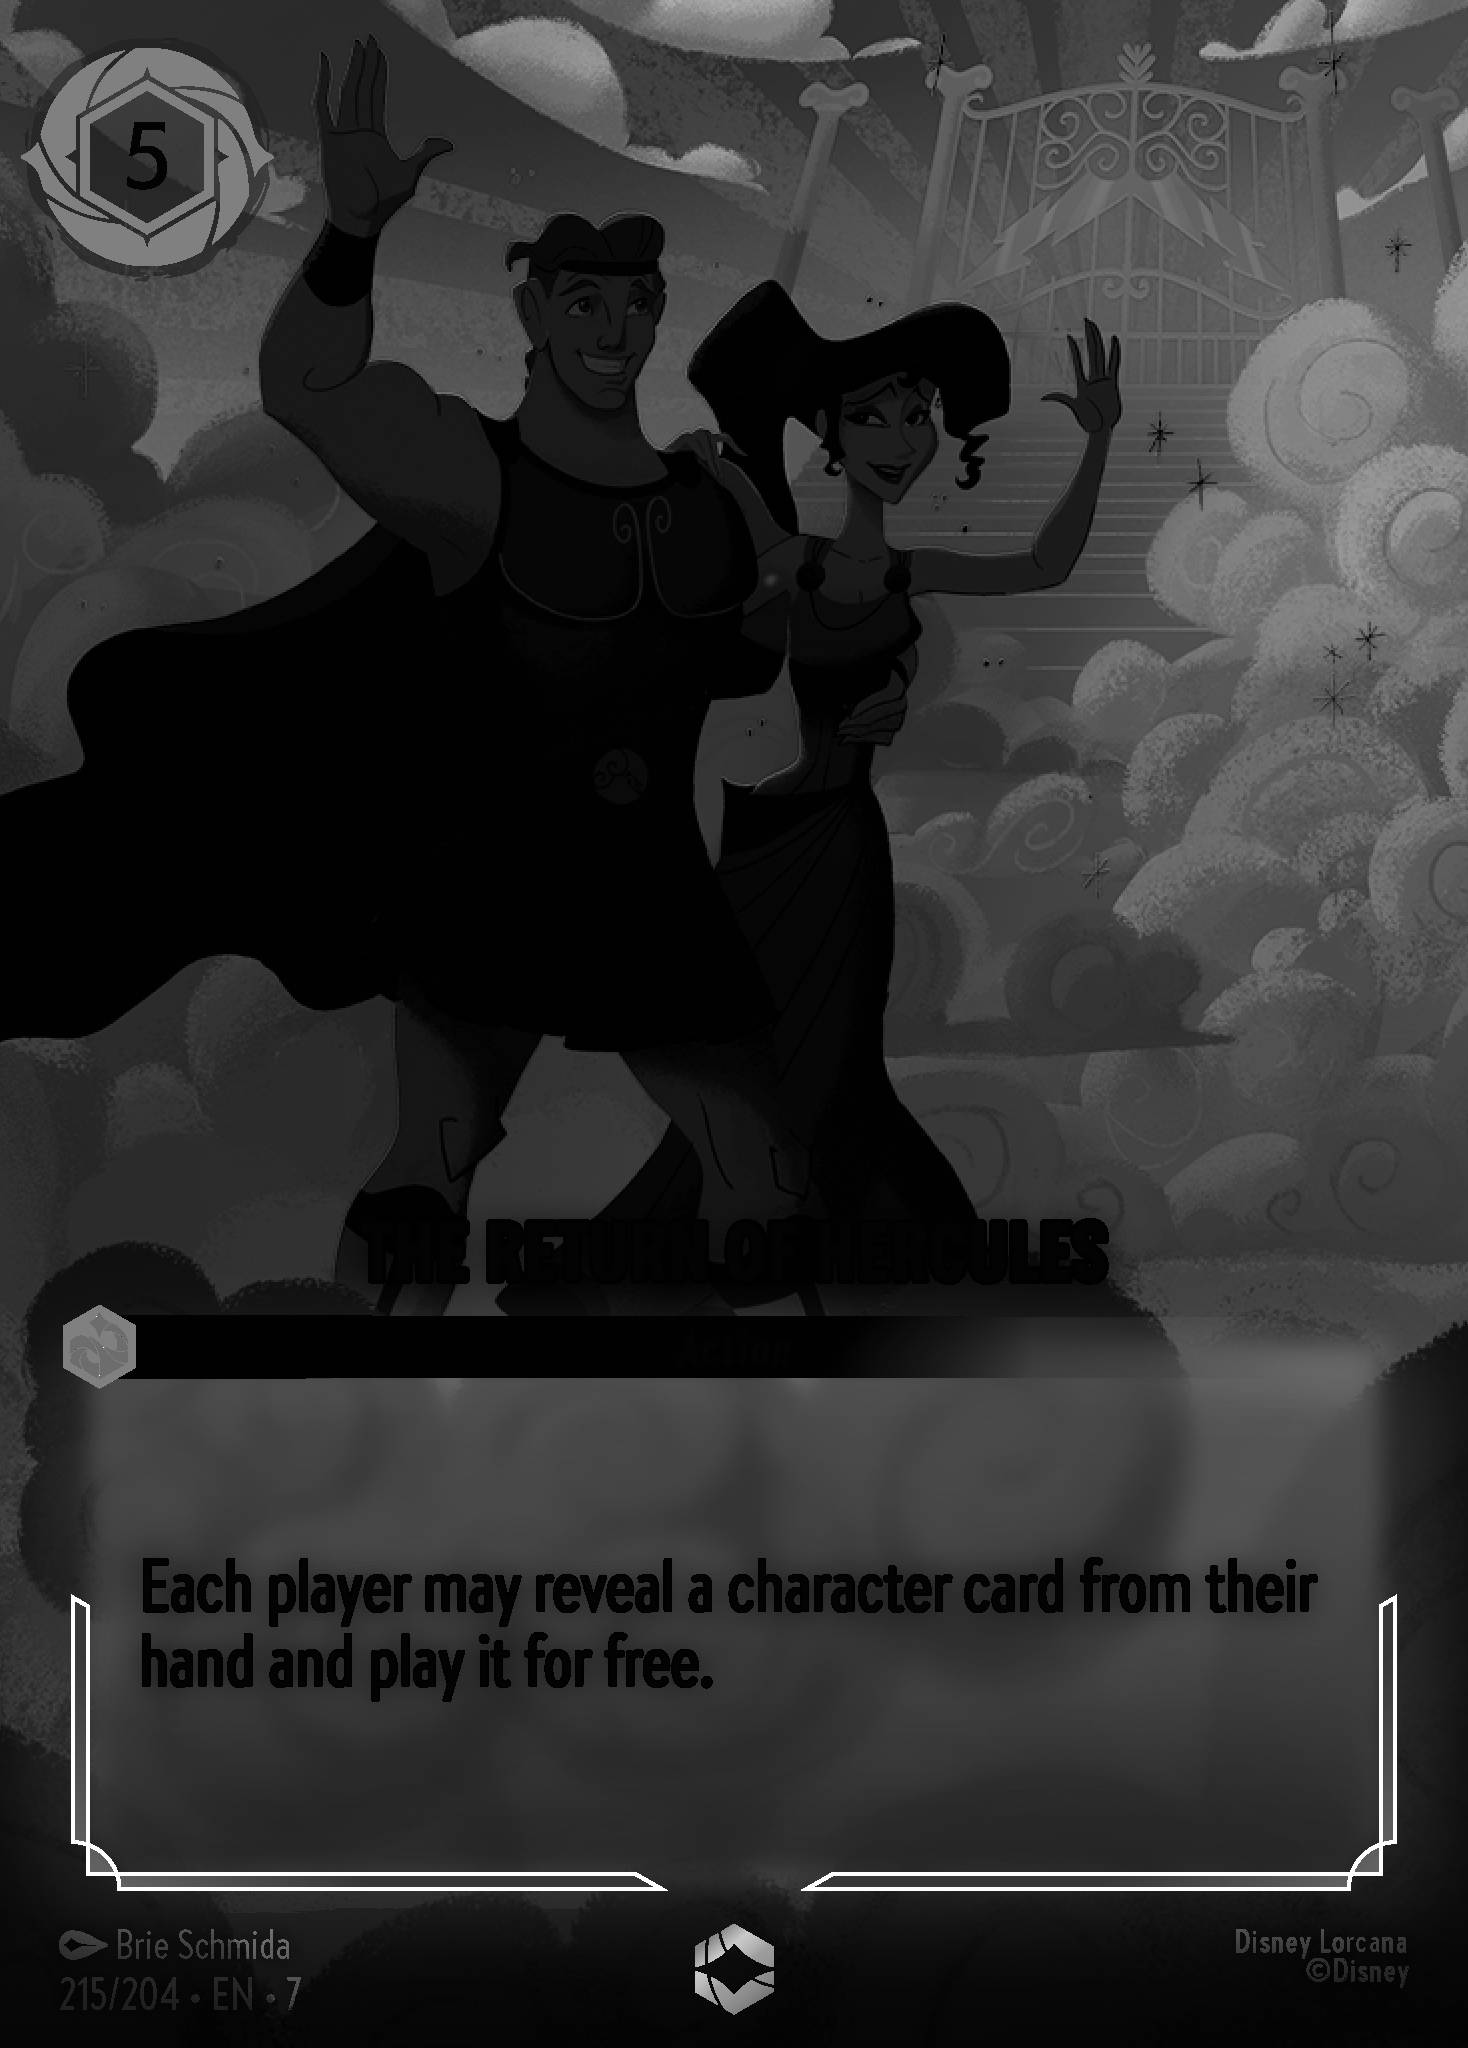 5
THE RETURN OF HERCULES
Action
Each player may reveal a character card from their
hand and play it for free.
Brie Schmida
Disney Lorcana
215/204 • EN • 7
©Disney